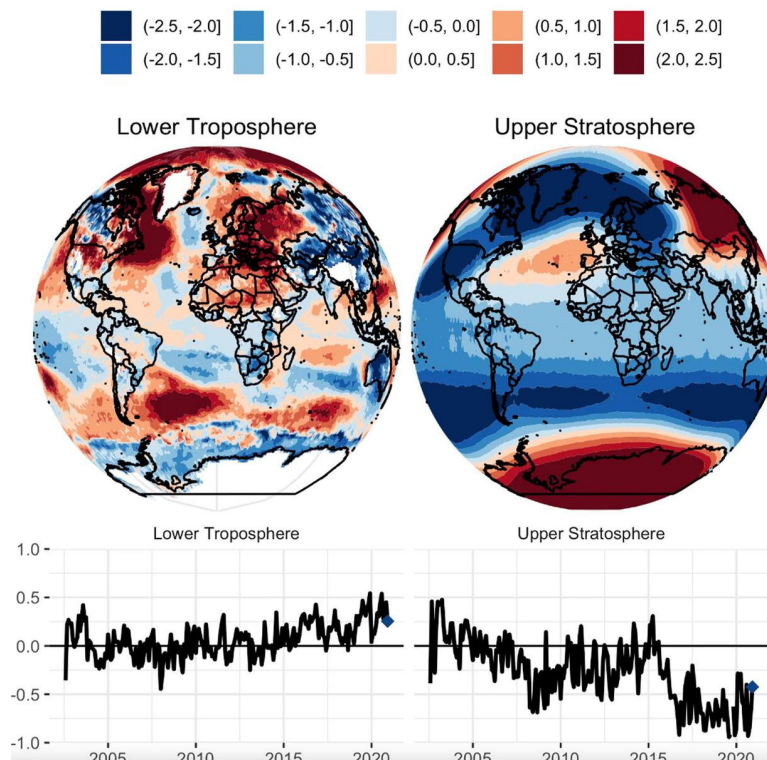 (-2.5, -2.0] (-1.5, -1.0] (-0.5, 0.0] (0.5, 1.0] (1.5, 2.0]
(-2.0, -1.5] (-1.0, -0.5] (0.0, 0.5] (1.0, 1.5] (2.0, 2.5]
Lower Troposphere Upper Stratosphere
Lower Troposphere Upper Stratosphere
1.0
0.5
0.0
-0.5
-1.0
2005 2010 2015 2020 2005 2010 2015 2020